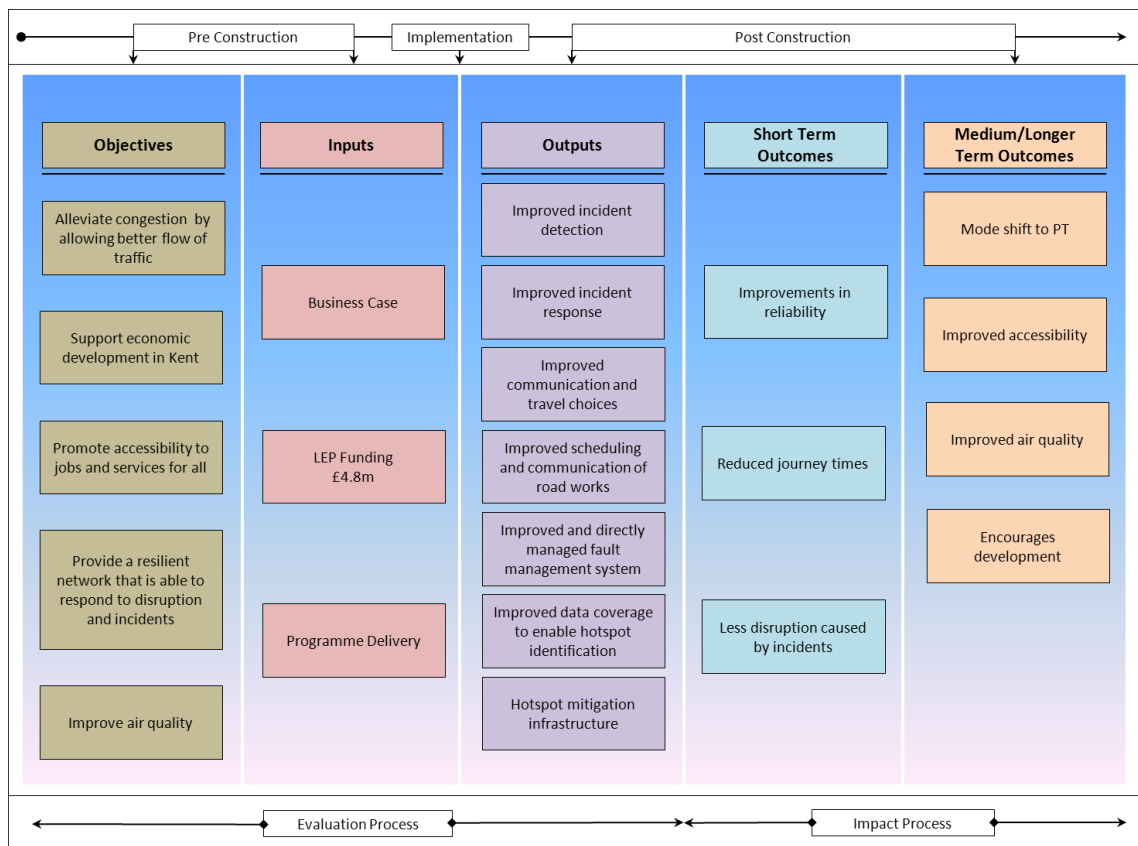 Pre Construction
Implementation
Post Construction
Objectives
Alleviate congestion by
allowing better flow of
traffic
Support economic
development in Kent
Promote accessibility to
jobs and services for all
Provide a resilient
network that is able to
respond to disruption
and incidents
Improve air quality
Inputs
Business Case
LEP Funding
£4.8m
Programme Delivery
Outputs
Improved incident
detection
Improved incident
response
Improved
communication and
travel choices
Improved scheduling
and communication of
road works
Improved and directly
managed fault
management system
Improved data coverage
to enable hotspot
identification
Hotspot mitigation
infrastructure
Short Term
Outcomes
Improvements in
reliability
Reduced journey times
Less disruption caused
by incidents
Medium/Longer
Term Outcomes
Mode shift to PT
Improved accessibility
Improved air quality
Encourages
development
Evaluation Process
Impact Process